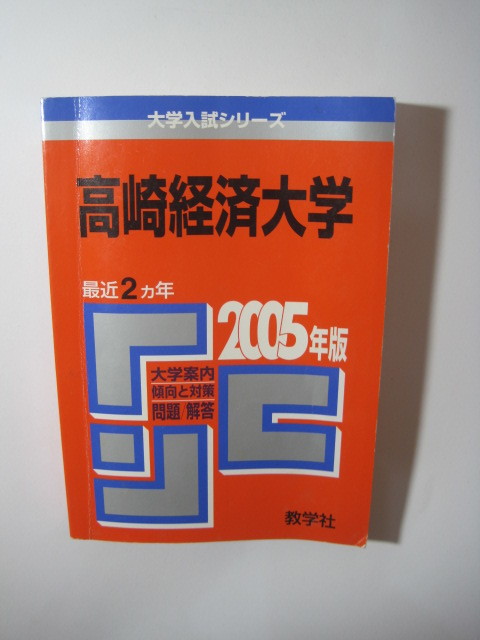 大学入試シリーズ
高崎経済大学
最近2ヵ年
2005年版
大学案内
傾向と対策
問題/解答
教学社